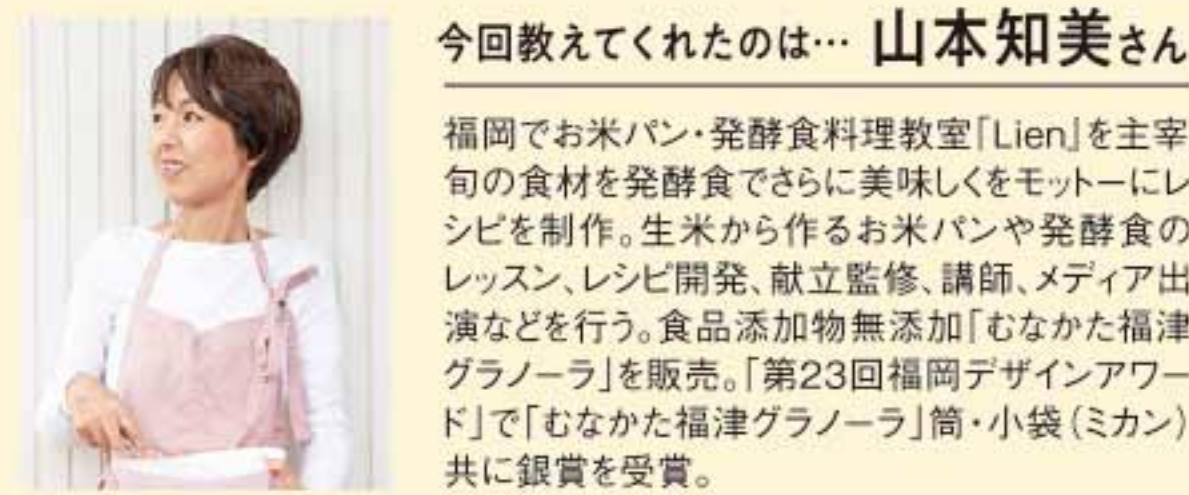 今回教えてくれたのは… 山本知美さん
福岡でお米パン・発酵食料理教室「Lien」を主宰
旬の食材を発酵食でさらに美味しくをモットーにレ
シピを制作。生米から作るお米パンや発酵食の
レッスン、レシピ開発、献立監修、講師、メディア出
演などを行う。食品添加物無添加「むなかた福津
グラノーラ」を販売。「第23回福岡デザインアワー
ド」で「むなかた福津グラノーラ」筒・小袋(ミカン)
共に銀賞を受賞。